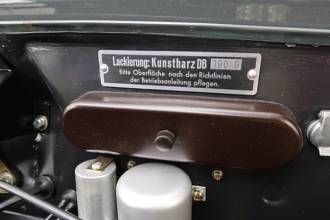 Lackierung: Kunstharz DB 190 G
Bitte Oberfläche nach den Richtlinien
der Betriebsanleitung pflegen.